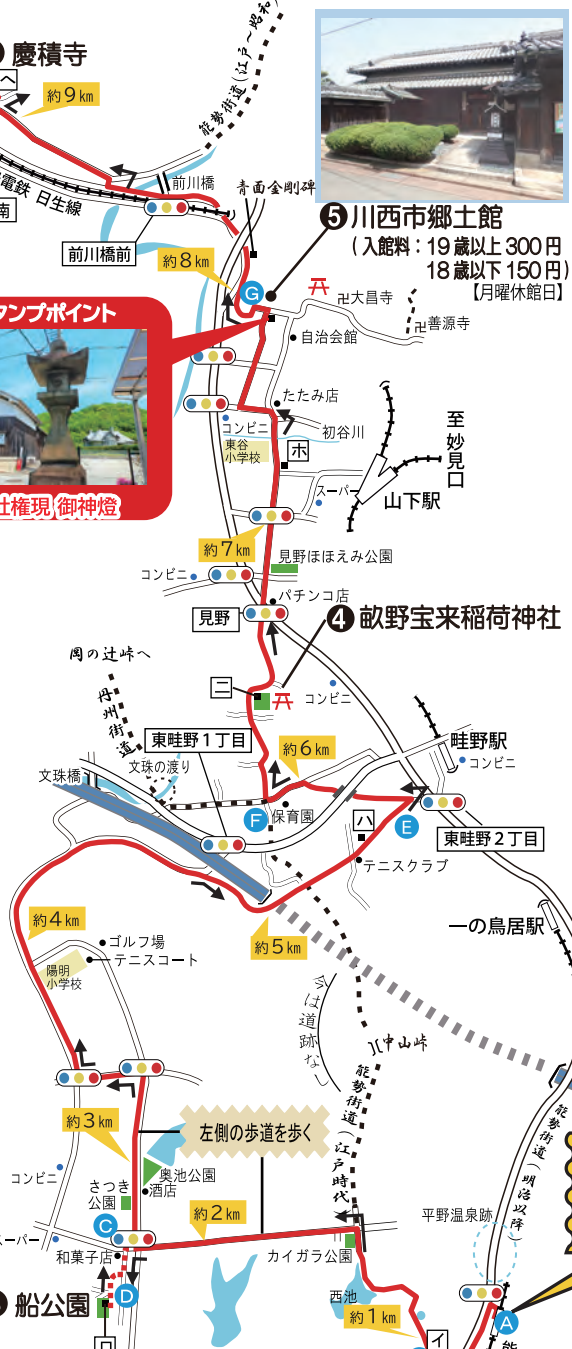 慶積寺
ヘ
約9km
能勢街道(江戸～昭和)
電鉄 日生線
前川橋
青面金剛碑
前川橋前
約8km
❺川西市郷土館
(入館料:19歳以上300円
18歳以下150円)
【月曜休館日】
G
卍大昌寺
卍善源寺
タンプポイント
自治会館
たたみ店
コンビニ
初谷川
東谷
小学校
ホ
至妙見口
スーパー
山下駅
社権現 御神燈
約7km
見野ほほえみ公園
コンビニ
パチンコ店
見野
❹畝野宝来稲荷神社
岡の辻峠へ
ニ
コンビニ
丹州街道
東畦野1丁目
畦野駅
約6km
コンビニ
文珠橋
文珠の渡り
F
保育園
ハ
E
東畦野2丁目
テニスクラブ
約4km
一の鳥居駅
約5km
ゴルフ場
テニスコート
陽明
小学校
今は道跡なし
中山峠
能勢街道(江戸時代)
能勢街道(明治以降)
約3km
左側の歩道を歩く
奥池公園
酒店
コンビニ
さつき
公園
約2km
平野温泉跡
C
スーパー
和菓子店
カイガラ公園
D
船公園
西池
約1km
A
ロ
イ
能